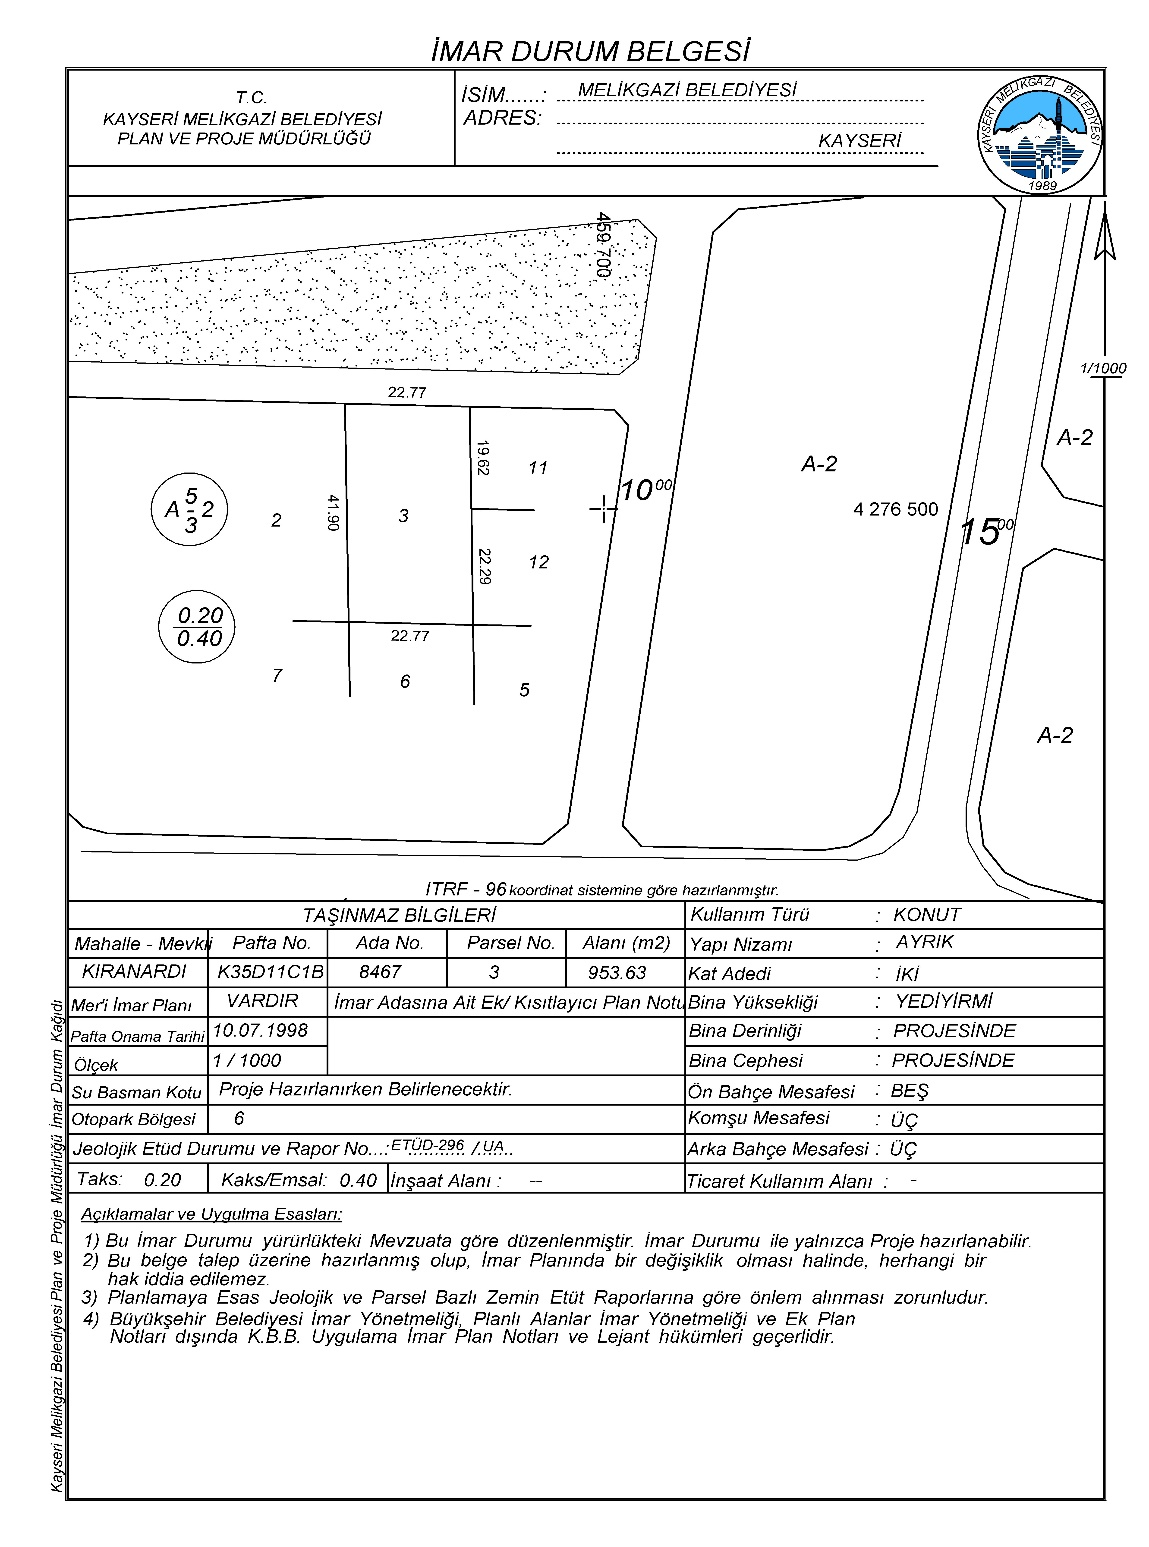 İMAR DURUM BELGESİ
T.C.
KAYSERİ MELİKGAZİ BELEDİYESİ
PLAN VE PROJE MÜDÜRLÜĞÜ
İSİM......: MELİKGAZİ BELEDİYESİ
ADRES:
KAYSERİ
KAYSERİ MELİKGAZİ BELEDİYESİ
1989
459 700
1/1000
22.77
A-2
19.62
11
A-2
10 00
A 5 - 3 2
2
41.90
3
4 276 500
15 00
22.29
12
0.20
0.40
22.77
7
6
5
A-2
ITRF - 96 koordinat sistemine göre hazırlanmıştır.
TAŞINMAZ BİLGİLERİ
Kullanım Türü : KONUT
Mahalle - Mevkii Pafta No. Ada No. Parsel No. Alanı (m2)
Yapı Nizamı : AYRIK
KIRANARDI K35D11C1B 8467 3 953.63
Kat Adedi : İKİ
Mer'i İmar Planı VARDIR İmar Adasına Ait Ek/ Kısıtlayıcı Plan Notu
Bina Yüksekliği : YEDİYİRMİ
Pafta Onama Tarihi 10.07.1998
Bina Derinliği : PROJESİNDE
Ölçek 1 / 1000
Bina Cephesi : PROJESİNDE
Su Basman Kotu Proje Hazırlanırken Belirlenecektir.
Ön Bahçe Mesafesi : BEŞ
Otopark Bölgesi 6
Komşu Mesafesi : ÜÇ
Jeolojik Etüd Durumu ve Rapor No...: ETÜD-296 / UA
Arka Bahçe Mesafesi : ÜÇ
Taks: 0.20 Kaks/Emsal: 0.40 İnşaat Alanı : --
Ticaret Kullanım Alanı : -
Açıklamalar ve Uygulma Esasları:
1) Bu İmar Durumu yürürlükteki Mevzuata göre düzenlenmiştir. İmar Durumu ile yalnızca Proje hazırlanabilir.
2) Bu belge talep üzerine hazırlanmış olup, İmar Planında bir değişiklik olması halinde, herhangi bir
hak iddia edilemez.
3) Planlamaya Esas Jeolojik ve Parsel Bazlı Zemin Etüt Raporlarına göre önlem alınması zorunludur.
4) Büyükşehir Belediyesi İmar Yönetmeliği, Planlı Alanlar İmar Yönetmeliği ve Ek Plan
Notları dışında K.B.B. Uygulama İmar Plan Notları ve Lejant hükümleri geçerlidir.
Kayseri Melikgazi Belediyesi Plan ve Proje Müdürlüğü İmar Durum Kağıdı